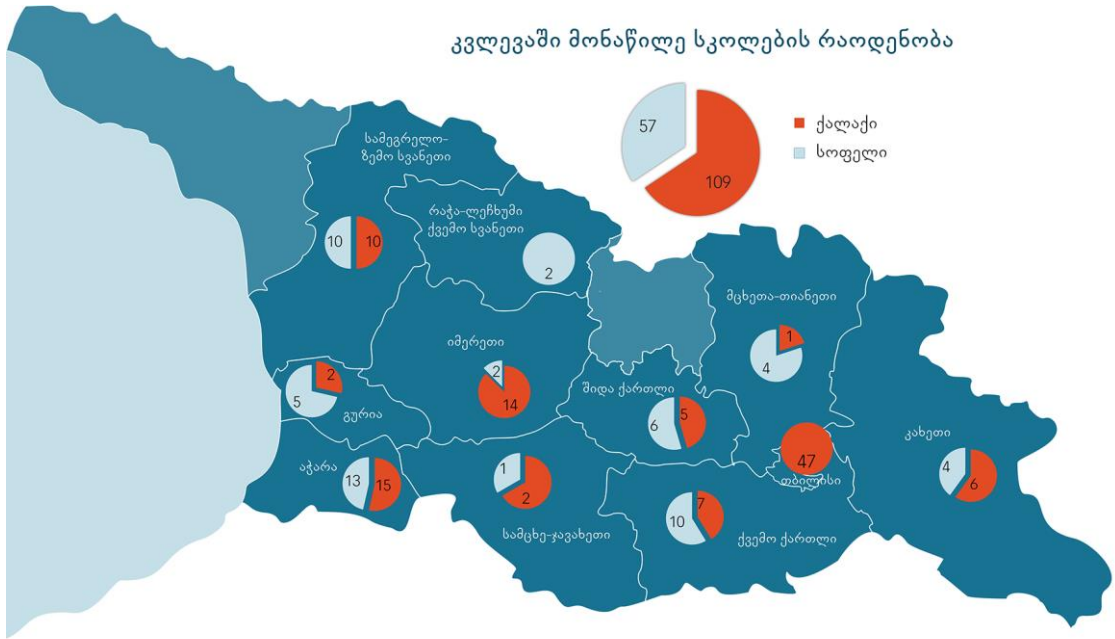 კვლევაში მონაწილე სკოლების რაოდენობა
57
109
ქალაქი
სოფელი
სამეგრელო-
ზემო სვანეთი
10
10
რაჭა-ლეჩხუმი
ქვემო სვანეთი
2
მცხეთა-თიანეთი
1
4
იმერეთი
2
14
შიდა ქართლი
5
6
2
5
გურია
კახეთი
4
6
47
თბილისი
აჭარა
13
15
1
2
სამცხე-ჯავახეთი
7
10
ქვემო ქართლი